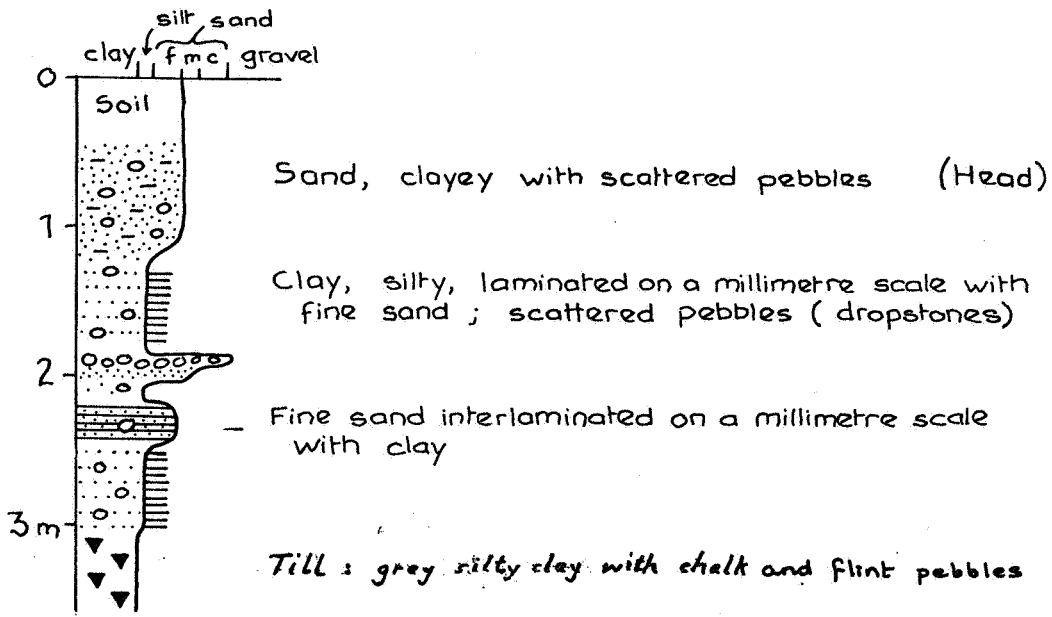 silt sand
clay f m c gravel
0
Soil
Sand, clayey with scattered pebbles (Head)
1
Clay, silty, laminated on a millimetre scale with
fine sand ; scattered pebbles ( dropstones)
2
– Fine sand interlaminated on a millimetre scale
with clay
3 m
Till : grey silty clay with chalk and flint pebbles